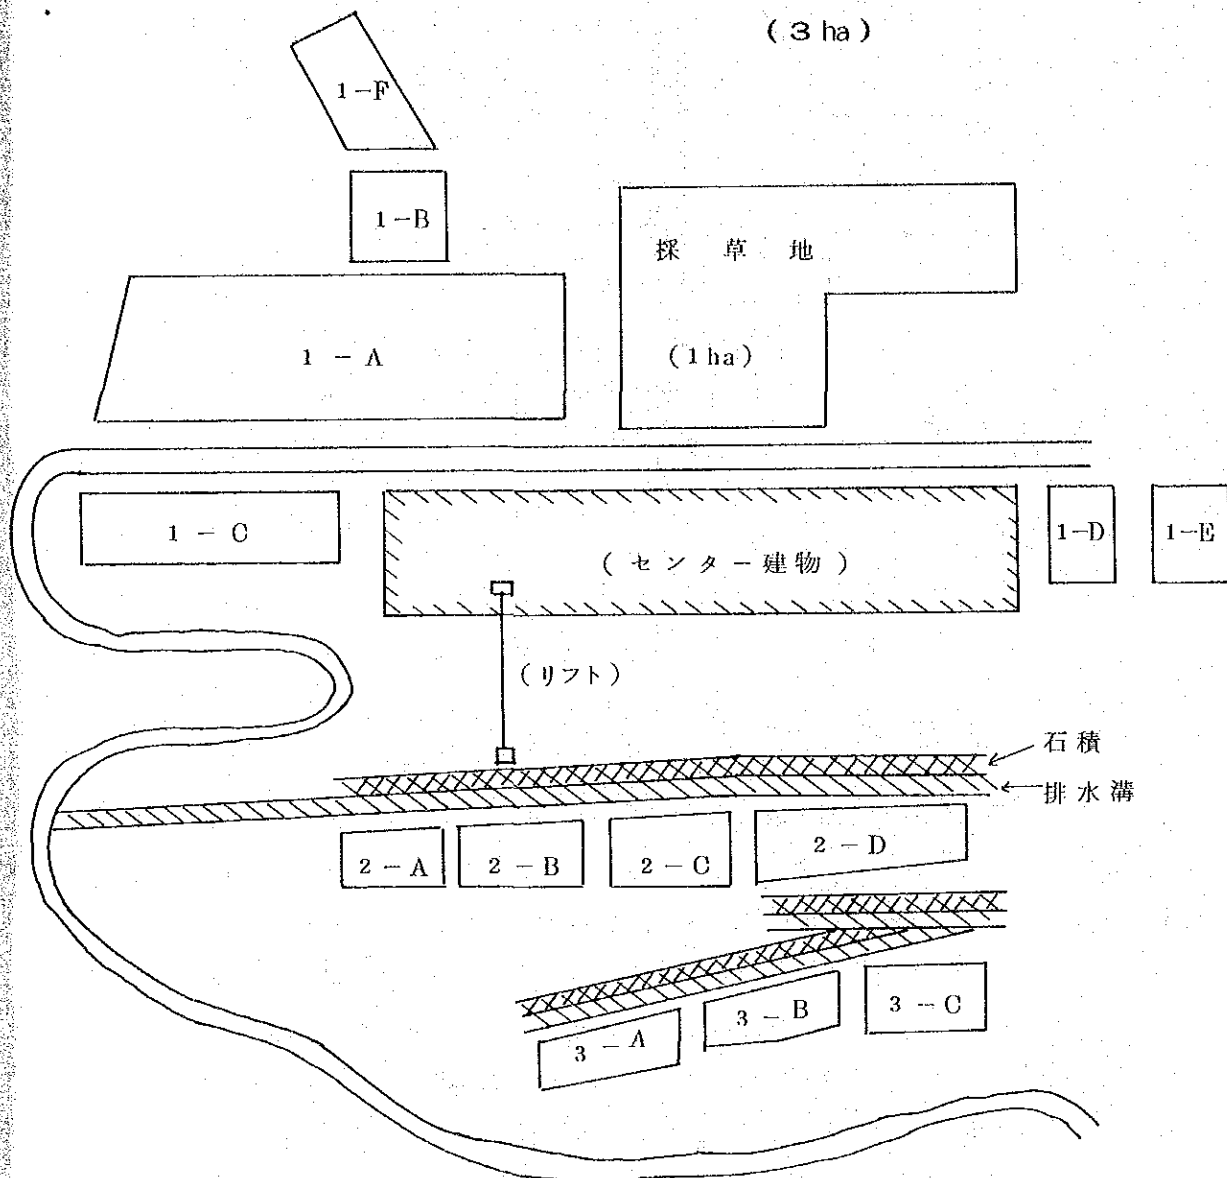 (3 ha)
1-F
1-B
採 草 地
1 - A
(1 ha)
1 - C
(センター建物)
1-D
1-E
(リフト)
石積
排水溝
2 - A
2 - B
2 - C
2 - D
3 - A
3 - B
3 - C